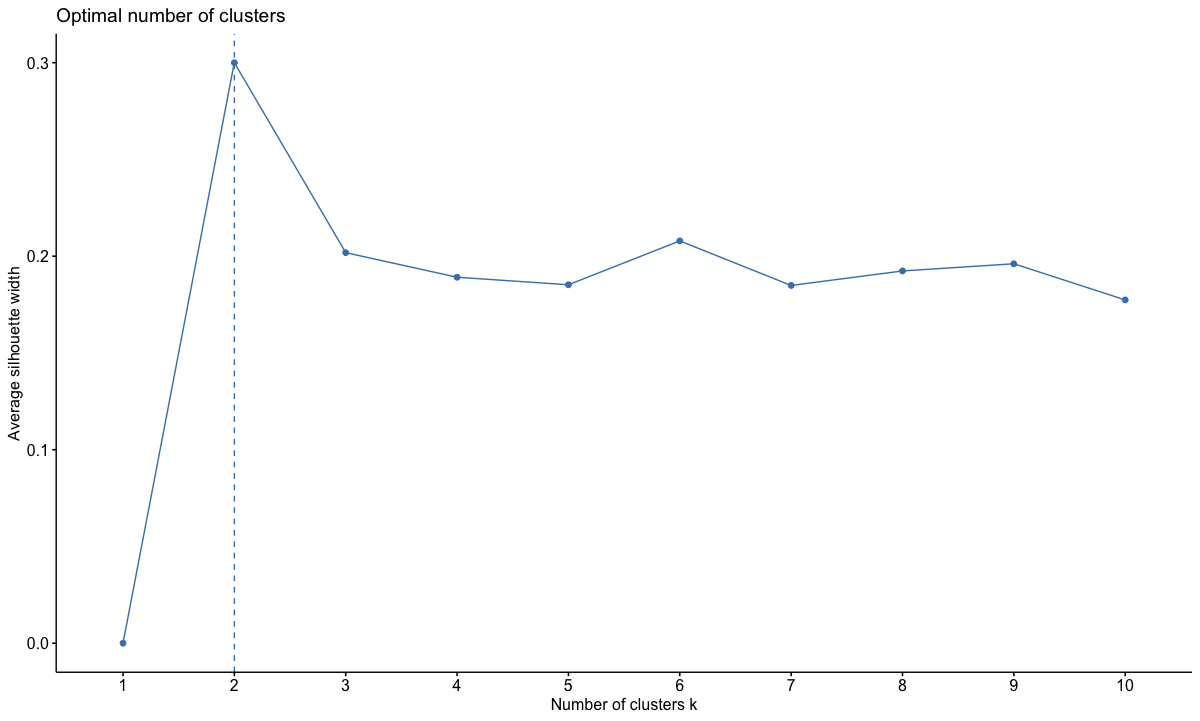 Optimal number of clusters
0.3
0.2
0.1
0.0
Average silhouette width
1 2 3 4 5 6 7 8 9 10
Number of clusters k